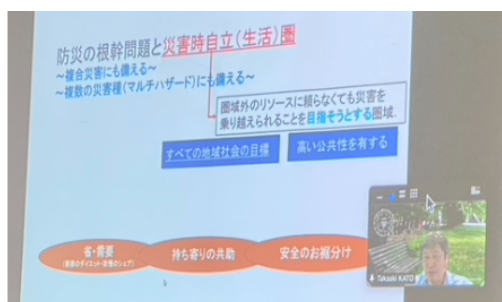 防災の根幹問題と災害時自立（生活）圏
～複合災害にも備える～
～複数の災害種（マルチハザード）にも備える～
圏域外のリソースに頼らなくても災害を
乗り越えられることを目指そうとする圏域．
すべての地域社会の目標
高い公共性を有する
省・需要
持ち寄りの共助
安全のお裾分け
Takaaki KATO